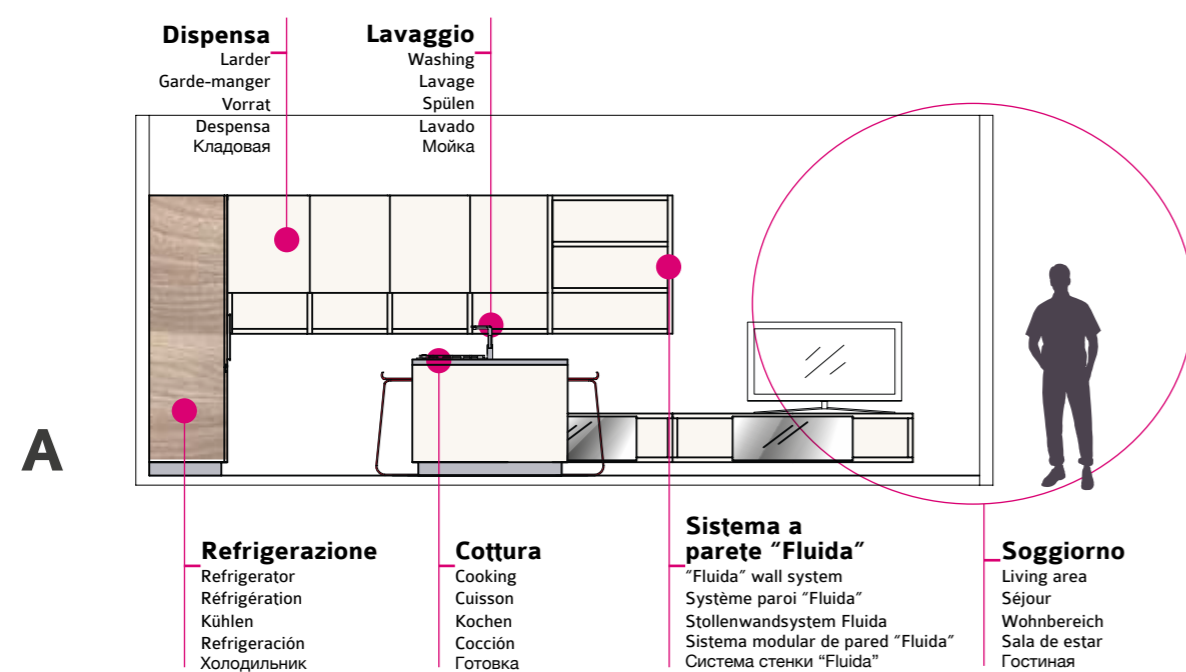 Dispensa
Larder
Garde-manger
Vorrat
Despensa
Кладовая
Lavaggio
Washing
Lavage
Spülen
Lavado
Мойка
A
Refrigerazione
Refrigerator
Réfrigération
Kühlen
Refrigeración
Холодильник
Cottura
Cooking
Cuisson
Kochen
Cocción
Готовка
Sistema a
parete “Fluida”
“Fluida” wall system
Système paroi “Fluida”
Stollenwandsystem Fluida
Sistema modular de pared “Fluida”
Система стенки “Fluida”
Soggiorno
Living area
Séjour
Wohnbereich
Sala de estar
Гостиная